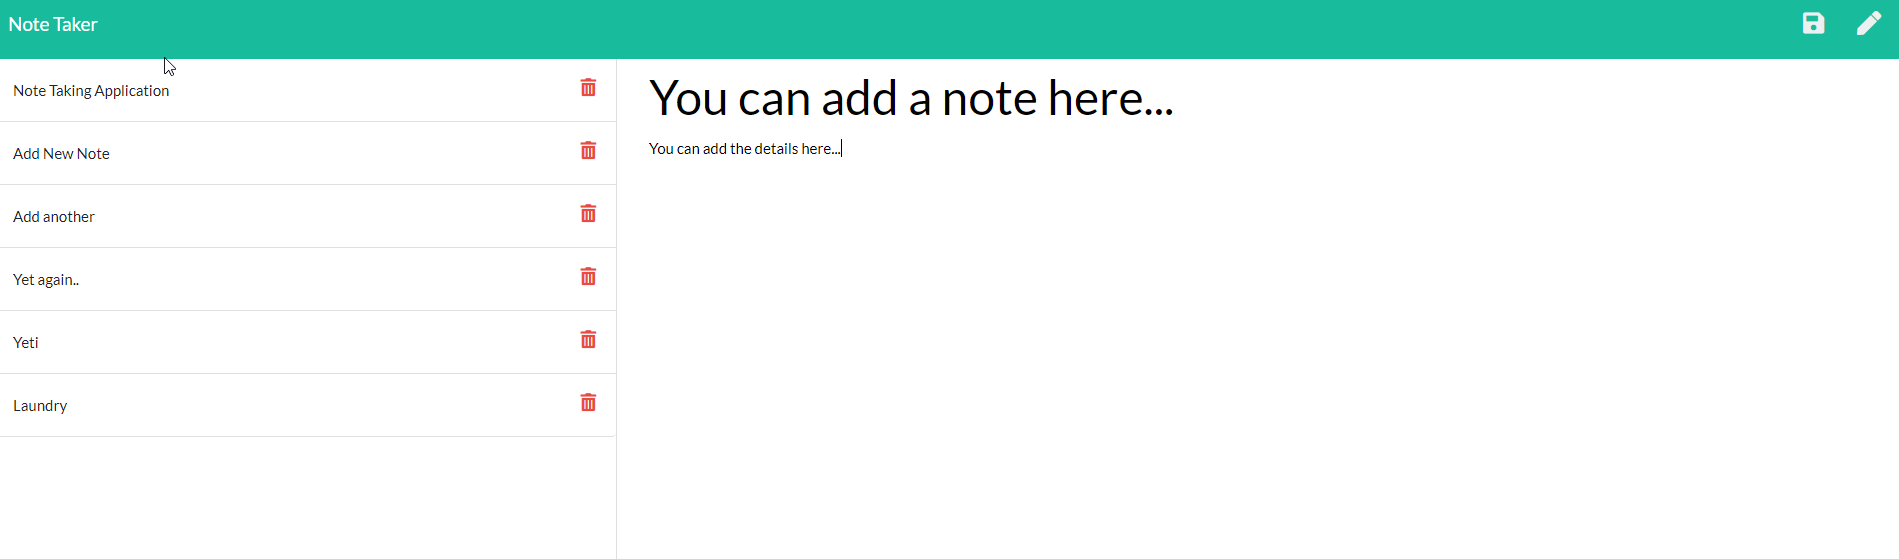 Note Taker
Note Taking Application
Add New Note
Add another
Yet again..
Yeti
Laundry
You can add a note here...
You can add the details here...